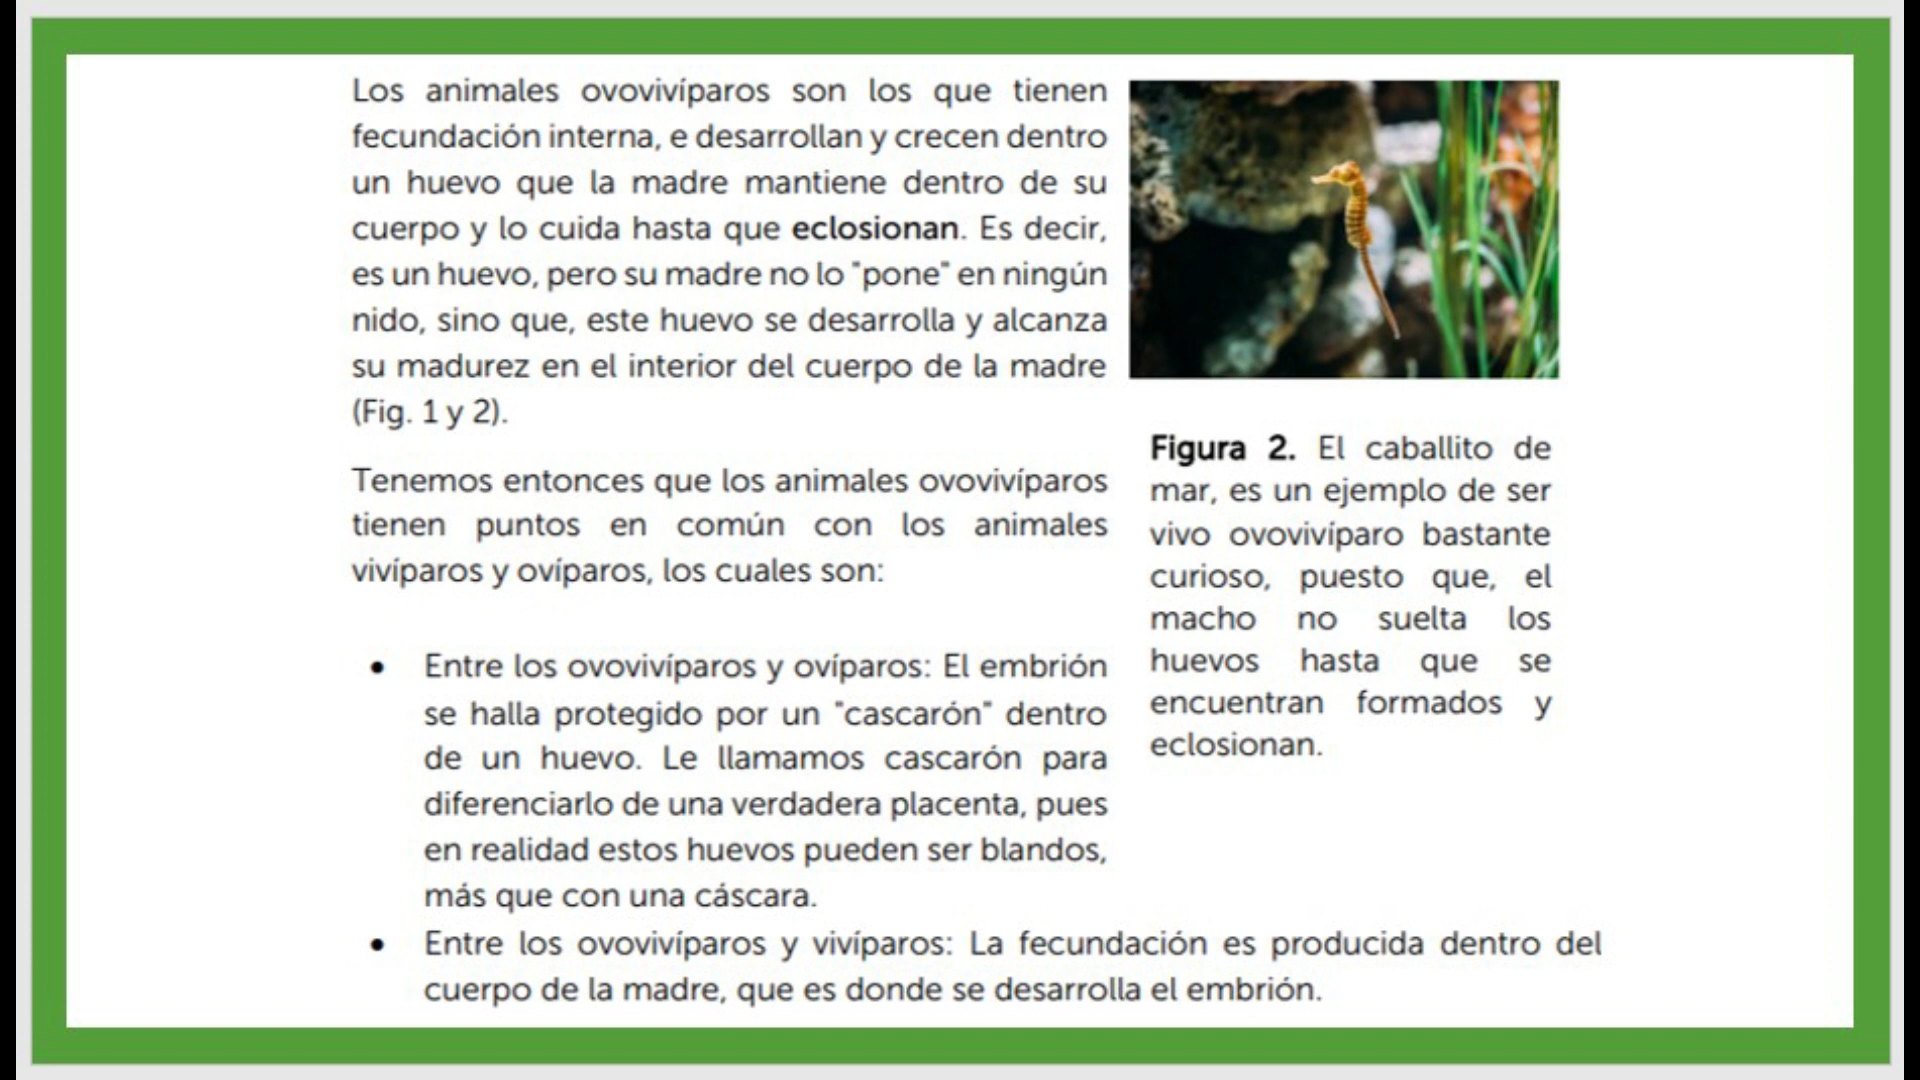 Los animales ovovivíparos son los que tienen
fecundación interna, e desarrollan y crecen dentro
un huevo que la madre mantiene dentro de su
cuerpo y lo cuida hasta que eclosionan. Es decir,
es un huevo, pero su madre no lo "pone" en ningún
nido, sino que, este huevo se desarrolla y alcanza
su madurez en el interior del cuerpo de la madre
(Fig. 1 y 2).
Tenemos entonces que los animales ovovivíparos
tienen puntos en común con los animales
vivíparos y ovíparos, los cuales son:
• Entre los ovovivíparos y ovíparos: El embrión
se halla protegido por un "cascarón" dentro
de un huevo. Le llamamos cascarón para
diferenciarlo de una verdadera placenta, pues
en realidad estos huevos pueden ser blandos,
más que con una cáscara.
• Entre los ovovivíparos y vivíparos: La fecundación es producida dentro del
cuerpo de la madre, que es donde se desarrolla el embrión.
Figura 2. El caballito de
mar, es un ejemplo de ser
vivo ovovivíparo bastante
curioso, puesto que, el
macho no suelta los
huevos hasta que se
encuentran formados y
eclosionan.